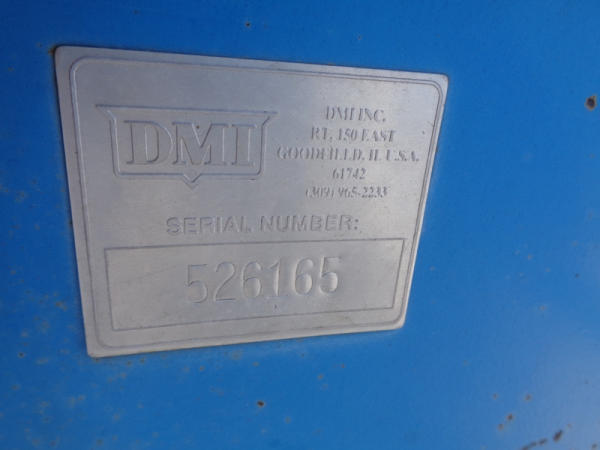 DMI
DMI INC.
RT. 150 EAST
GOODFIELD, IL U.S.A.
61742
(309) 965-2233
SERIAL NUMBER:
526165